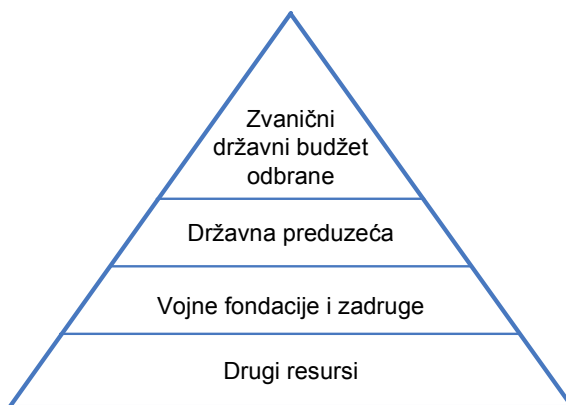 Zvanični
državni budžet
odbrane
Državna preduzeća
Vojne fondacije i zadruge
Drugi resursi